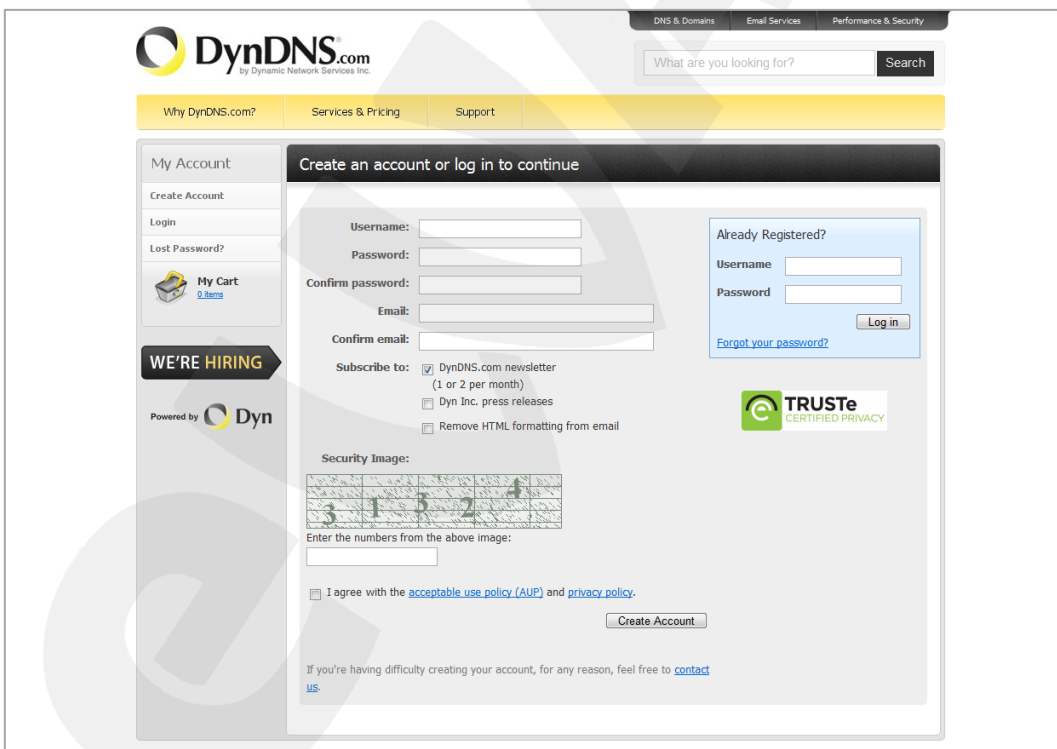 DNS & Domains Email Services Performance & Security
DynDNS.com
by Dynamic Network Services Inc.
What are you looking for? Search
Why DynDNS.com? Services & Pricing Support
My Account
Create Account
Login
Lost Password?
My Cart
0 items
WE'RE HIRING
Powered by Dyn
Create an account or log in to continue
Username:
Password:
Confirm password:
Email:
Confirm email:
Subscribe to: DynDNS.com newsletter
(1 or 2 per month)
Dyn Inc. press releases
Remove HTML formatting from email
Security Image:
3 1 3 2 4
Enter the numbers from the above image:
I agree with the acceptable use policy (AUP) and privacy policy.
Create Account
If you're having difficulty creating your account, for any reason, feel free to contact
us.
Already Registered?
Username
Password
Log in
Forgot your password?
TRUSTe
CERTIFIED PRIVACY